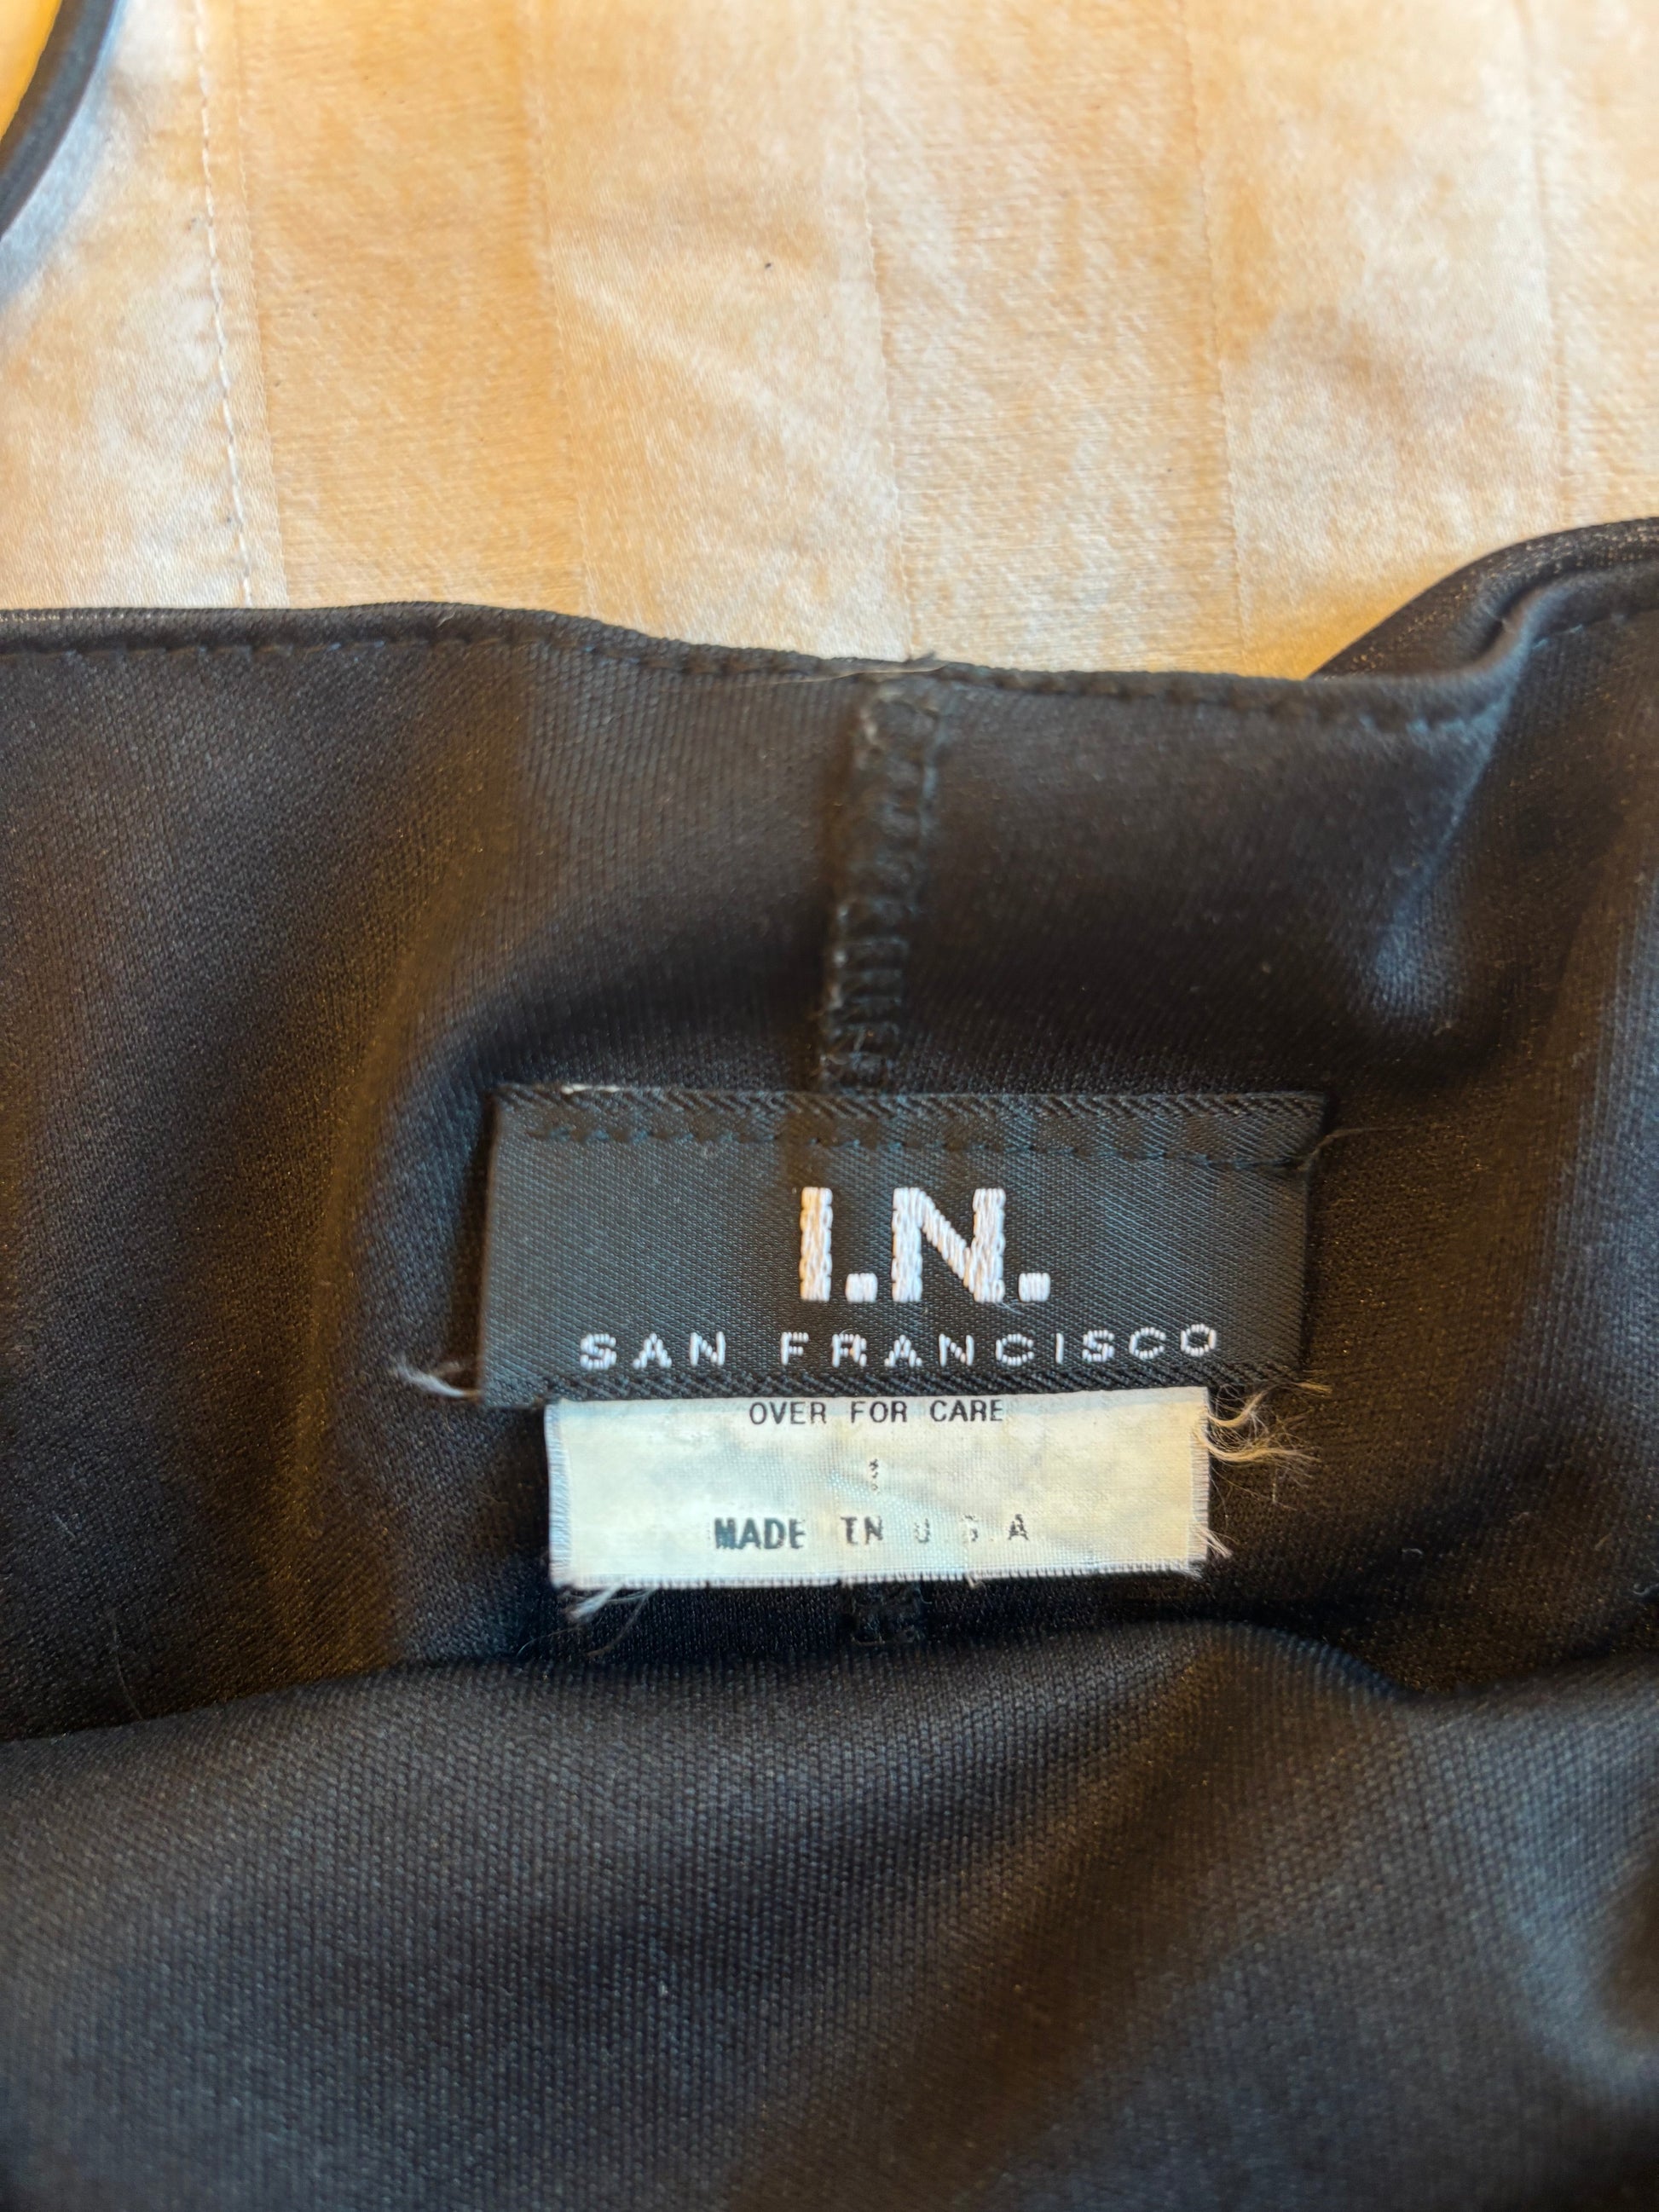 I.N.
SAN FRANCISCO
OVER FOR CARE
MADE IN U S A